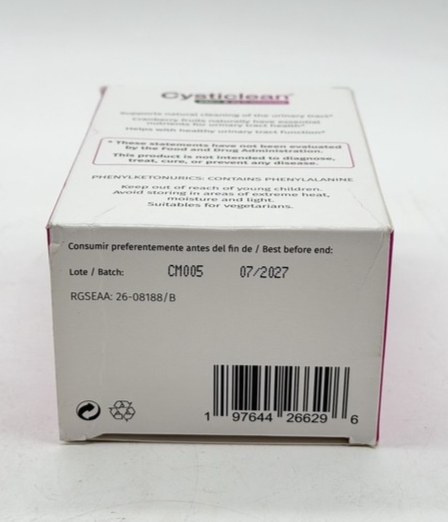 Cysticlean
Supports natural cleaning of the urinary tract*
Cranberry fruits naturally have essential
nutrients for urinary tract health*
Helps with healthy urinary tract function*
* These statements have not been evaluated
by the Food and Drug Administration.
This product is not intended to diagnose,
treat, cure, or prevent any disease.
PHENYLKETONURICS: CONTAINS PHENYLALANINE
Keep out of reach of young children.
Avoid storing in areas of extreme heat,
moisture and light.
Suitables for vegetarians.
Consumir preferentemente antes del fin de / Best before end:
Lote / Batch: CM005 07/2027
RGSEAA: 26-08188/B
1 97644 26629 6